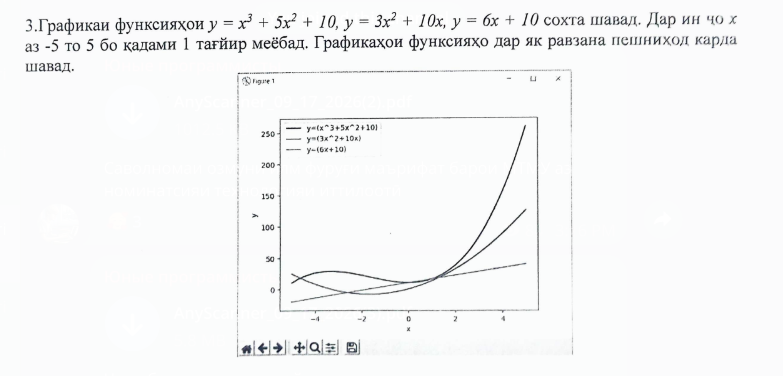 3.Графикаи функсияҳои y = x³ + 5x² + 10, y = 3x² + 10x, y = 6x + 10 сохта шавад. Дар ин ҷо x
аз -5 то 5 бо қадами 1 тағйир меёбад. Графикаҳои функсияҳо дар як равзана пешниҳод карда
шавад.
Figure 1
y=(x^3+5x^2+10)
y=(3x^2+10x)
y=(6x+10)
250
200
150
100
50
0
y
-4 -2 0 2 4
x